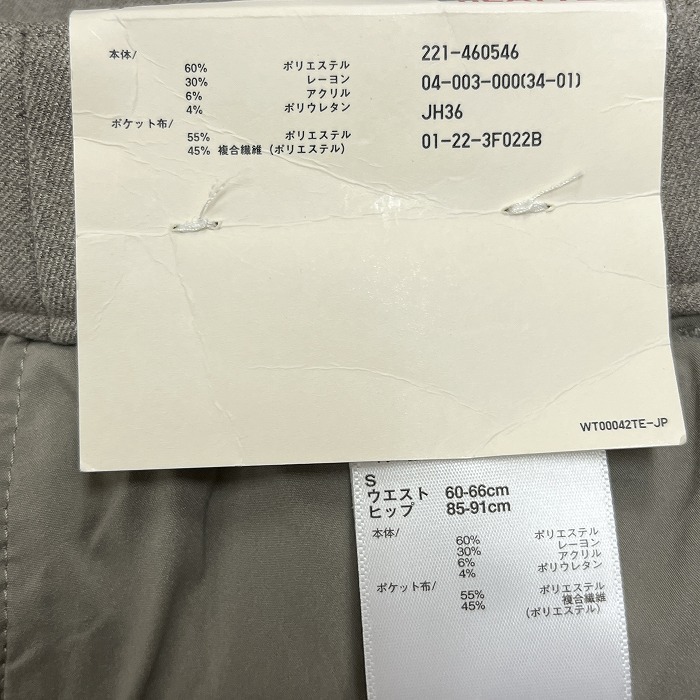 本体/
60% ポリエステル
30% レーヨン
6% アクリル
4% ポリウレタン
ポケット布/
55% ポリエステル
45% 複合繊維(ポリエステル)
221-460546
04-003-000(34-01)
JH36
01-22-3F022B
WT00042TE-JP
S
ウエスト 60-66cm
ヒップ 85-91cm
本体/
60% ポリエステル
30% レーヨン
6% アクリル
4% ポリウレタン
ポケット布/
55% ポリエステル
45% 複合繊維
(ポリエステル)